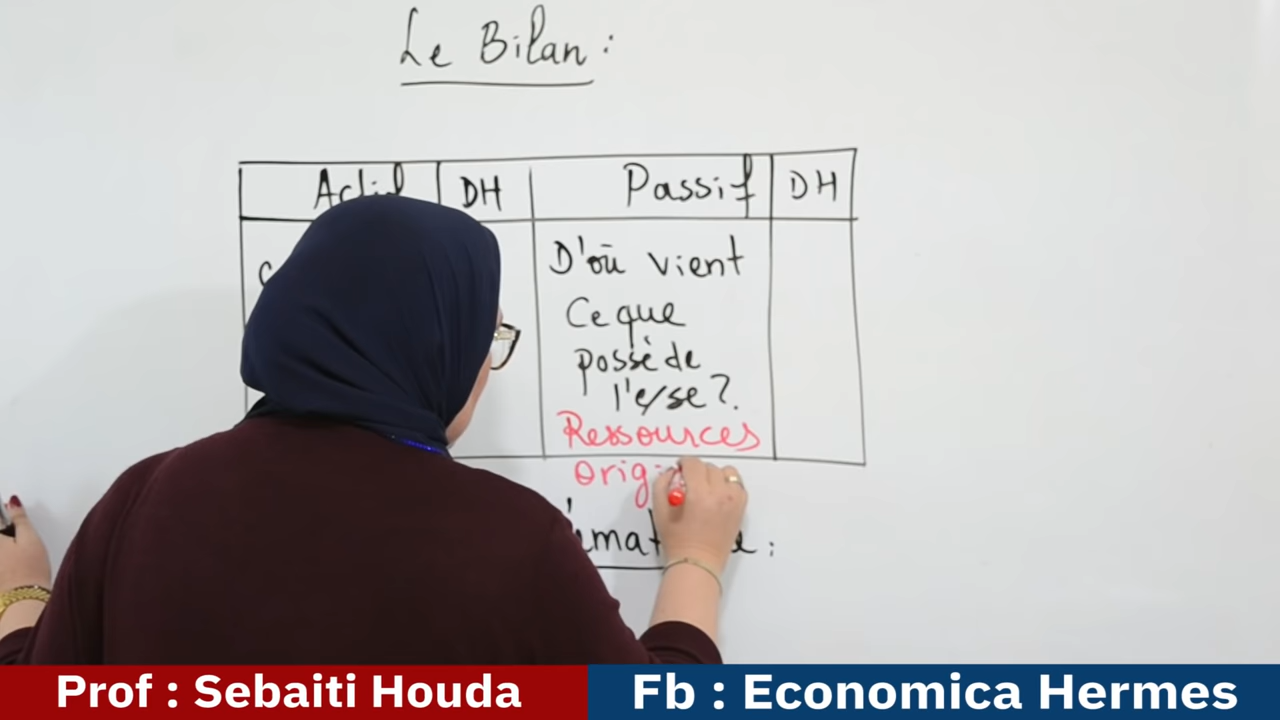 Le Bilan :
Actif DH Passif DH
D'où vient
Ce que
possède
l'e/se ?
Ressources
Prof : Sebaiti Houda
Fb : Economica Hermes